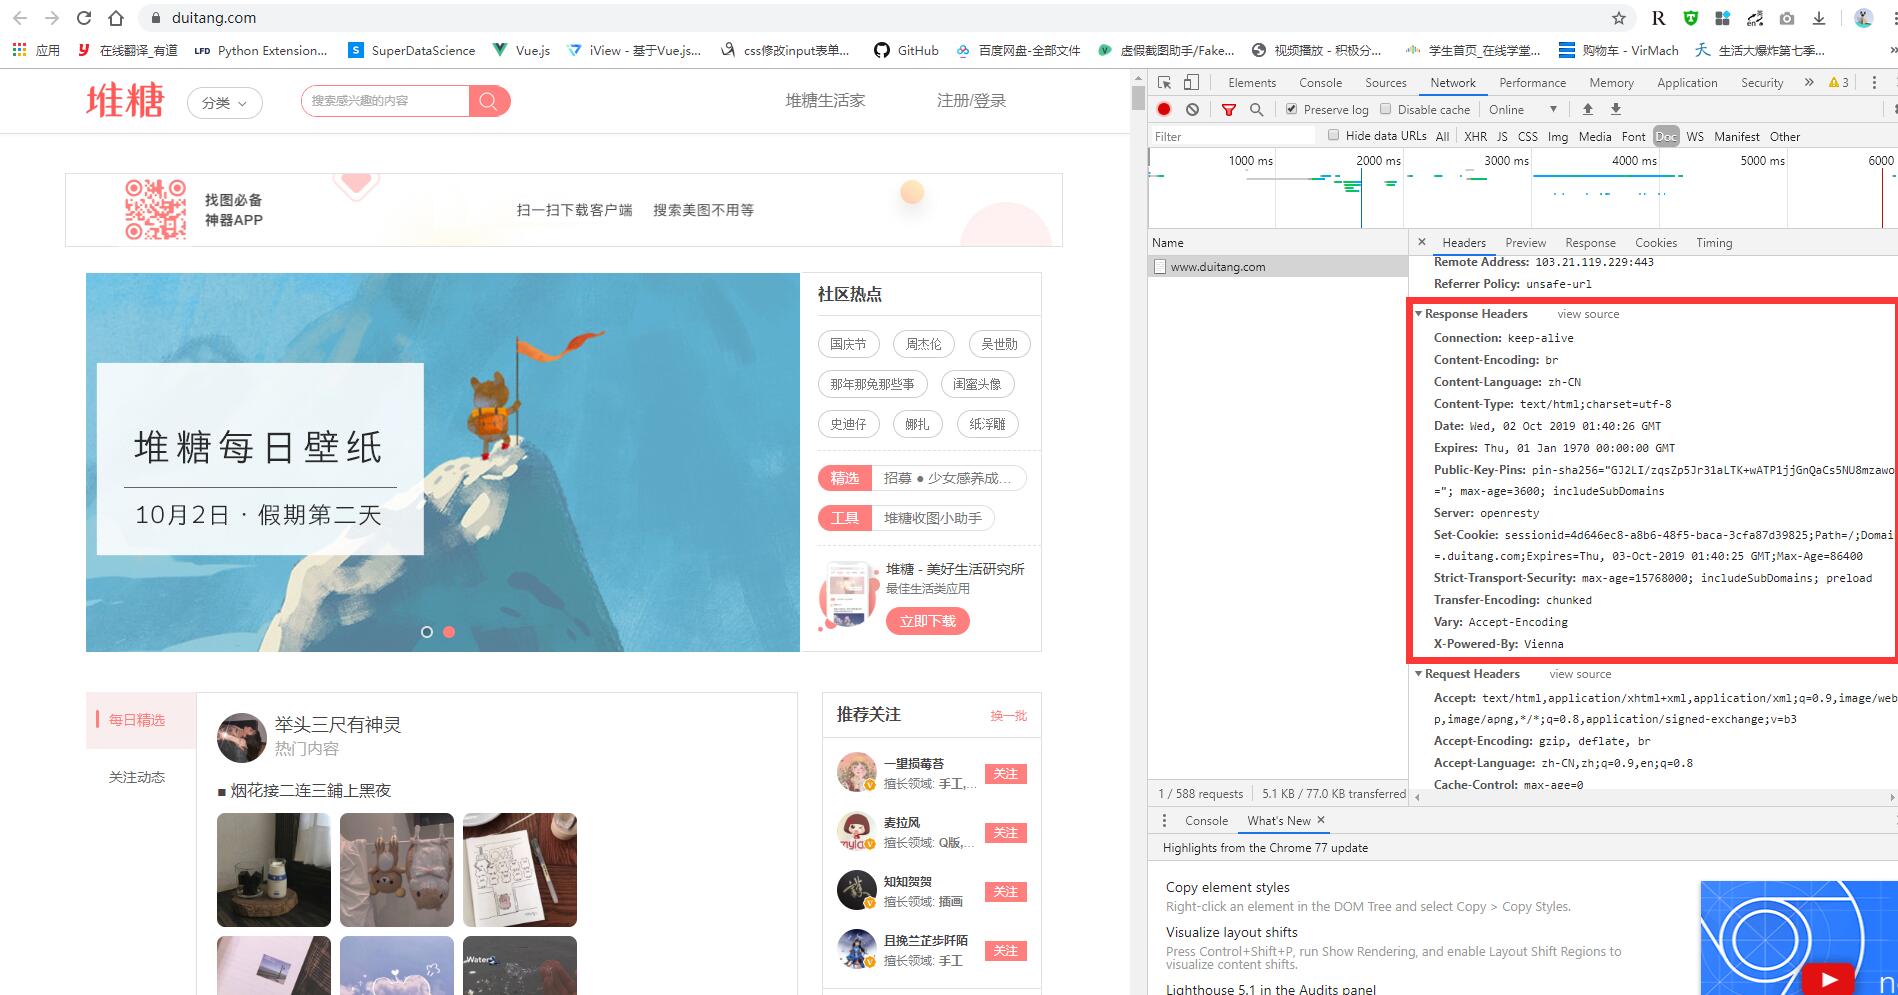 duitang.com
应用 在线翻译_有道 Python Extension... SuperDataScience Vue.js iView - 基于Vue.js... css修改input表单... GitHub 百度网盘-全部文件 虚假截图助手/Fake... 视频播放 - 积极分... 学生首页_在线学堂... 购物车 - VirMach 生活大爆炸第七季...
堆糖 分类 搜索感兴趣的内容 堆糖生活家 注册/登录
找图必备
神器APP
扫一扫下载客户端 搜索美图不用等
堆糖每日壁纸
10月2日 · 假期第二天
社区热点
国庆节 周杰伦 吴世勋
那年那兔那些事 闺蜜头像
史迪仔 娜扎 纸浮雕
精选 招募 ● 少女感养成...
工具 堆糖收图小助手
堆糖 - 美好生活研究所
最佳生活类应用
立即下载
每日精选
关注动态
举头三尺有神灵
热门内容
■ 烟花接二连三鋪上黑夜
Water
推荐关注 换一批
一望损莓苔 关注
擅长领域: 手工,...
麦拉风 关注
擅长领域: Q版,...
知知贺贺 关注
擅长领域: 插画
且挽兰芷步阡陌 关注
擅长领域: 手工
Elements Console Sources Network Performance Memory Application Security » 3
Preserve log Disable cache Online
Filter Hide data URLs All XHR JS CSS Img Media Font Doc WS Manifest Other
1000 ms 2000 ms 3000 ms 4000 ms 5000 ms 6000
Name
www.duitang.com
1 / 588 requests 5.1 KB / 77.0 KB transferred
× Headers Preview Response Cookies Timing
Remote Address: 103.21.119.229:443
Referrer Policy: unsafe-url
Response Headers view source
Connection: keep-alive
Content-Encoding: br
Content-Language: zh-CN
Content-Type: text/html;charset=utf-8
Date: Wed, 02 Oct 2019 01:40:26 GMT
Expires: Thu, 01 Jan 1970 00:00:00 GMT
Public-Key-Pins: pin-sha256="GJ2LI/zqsZp5Jr31aLTK+wATP1jjGnQaCs5NU8mzawo
="; max-age=3600; includeSubDomains
Server: openresty
Set-Cookie: sessionid=4d646ec8-a8b6-48f5-baca-3cfa87d39825;Path=/;Domai
=.duitang.com;Expires=Thu, 03-Oct-2019 01:40:25 GMT;Max-Age=86400
Strict-Transport-Security: max-age=15768000; includeSubDomains; preload
Transfer-Encoding: chunked
Vary: Accept-Encoding
X-Powered-By: Vienna
Request Headers view source
Accept: text/html,application/xhtml+xml,application/xml;q=0.9,image/web
p,image/apng,*/*;q=0.8,application/signed-exchange;v=b3
Accept-Encoding: gzip, deflate, br
Accept-Language: zh-CN,zh;q=0.9,en;q=0.8
Cache-Control: max-age=0
Console What's New ×
Highlights from the Chrome 77 update
Copy element styles
Right-click an element in the DOM Tree and select Copy > Copy Styles.
Visualize layout shifts
Press Control+Shift+P, run Show Rendering, and enable Layout Shift Regions to
visualize content shifts.
Lighthouse 5.1 in the Audits panel